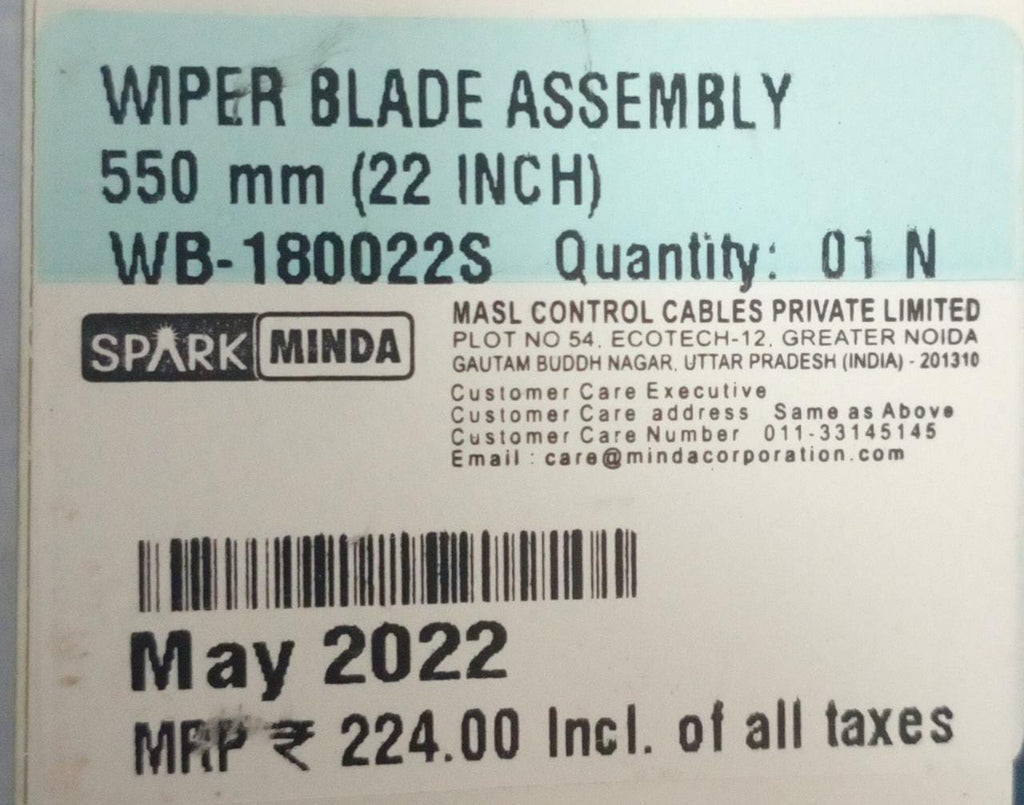 WIPER BLADE ASSEMBLY
550 mm (22 INCH)
WB-180022S Quantity: 01 N
SPARK MINDA
MASL CONTROL CABLES PRIVATE LIMITED
PLOT NO 54, ECOTECH-12, GREATER NOIDA
GAUTAM BUDDH NAGAR, UTTAR PRADESH (INDIA) - 201310
Customer Care Executive
Customer Care address Same as Above
Customer Care Number 011-33145145
Email : care@mindacorporation.com
May 2022
MRP ₹ 224.00 Incl. of all taxes